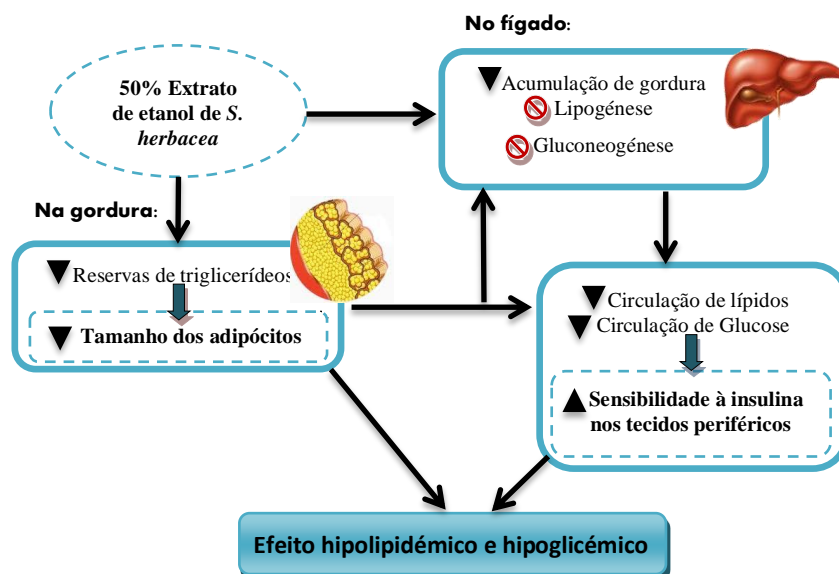 No fígado:
50% Extrato
de etanol de S.
herbacea
Acumulação de gordura
Lipogénese
Gluconeogénese
Na gordura:
Reservas de triglicerídeos
Tamanho dos adipócitos
Circulação de lípidos
Circulação de Glucose
Sensibilidade à insulina
nos tecidos periféricos
Efeito hipolipidémico e hipoglicémico